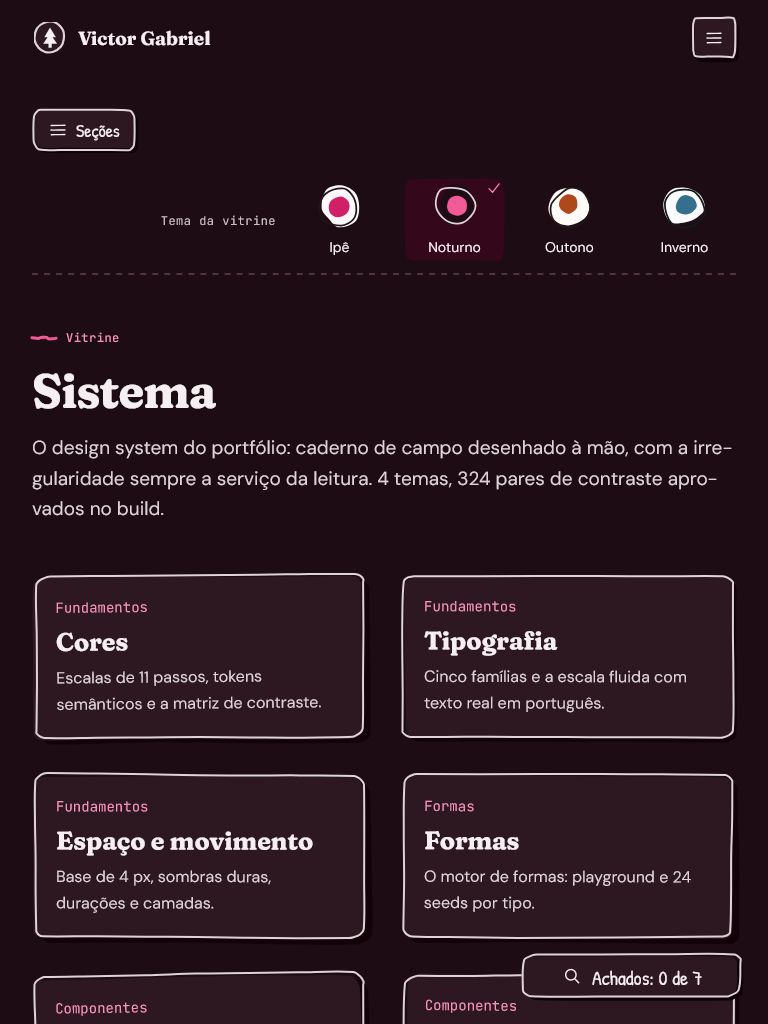 Victor Gabriel
Seções
Tema da vitrine
Ipê
Noturno
Outono
Inverno
Vitrine
Sistema
O design system do portfólio: caderno de campo desenhado à mão, com a irre-
gularidade sempre a serviço da leitura. 4 temas, 324 pares de contraste apro-
vados no build.
Fundamentos
Cores
Escalas de 11 passos, tokens
semânticos e a matriz de contraste.
Fundamentos
Tipografia
Cinco famílias e a escala fluida com
texto real em português.
Fundamentos
Espaço e movimento
Base de 4 px, sombras duras,
durações e camadas.
Formas
Formas
O motor de formas: playground e 24
seeds por tipo.
Componentes
Componentes
Achados: 0 de 7